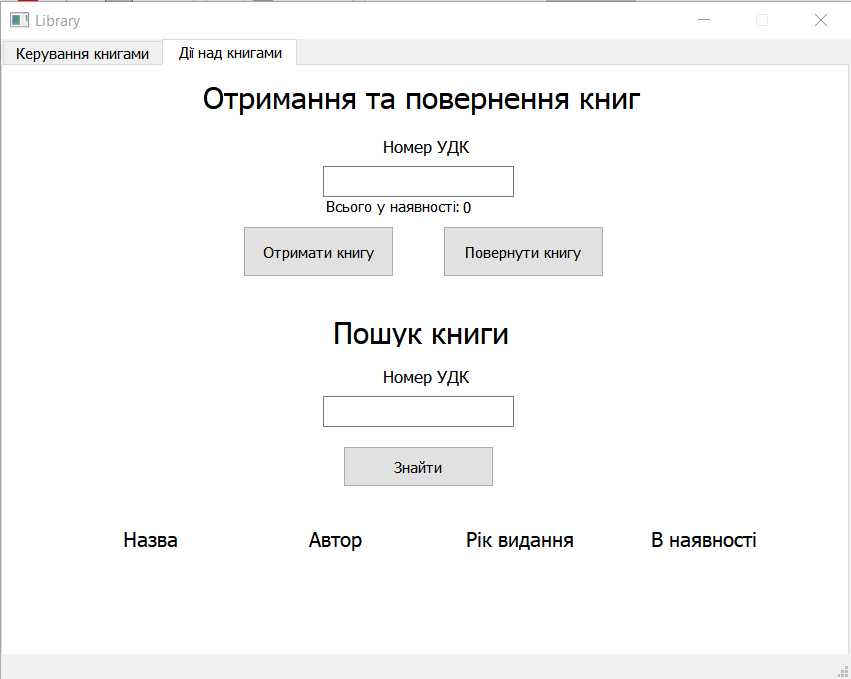 Library
Керування книгами Дії над книгами
Отримання та повернення книг
Номер УДК
Всього у наявності: 0
Отримати книгу Повернути книгу
Пошук книги
Номер УДК
Знайти
Назва Автор Рік видання В наявності